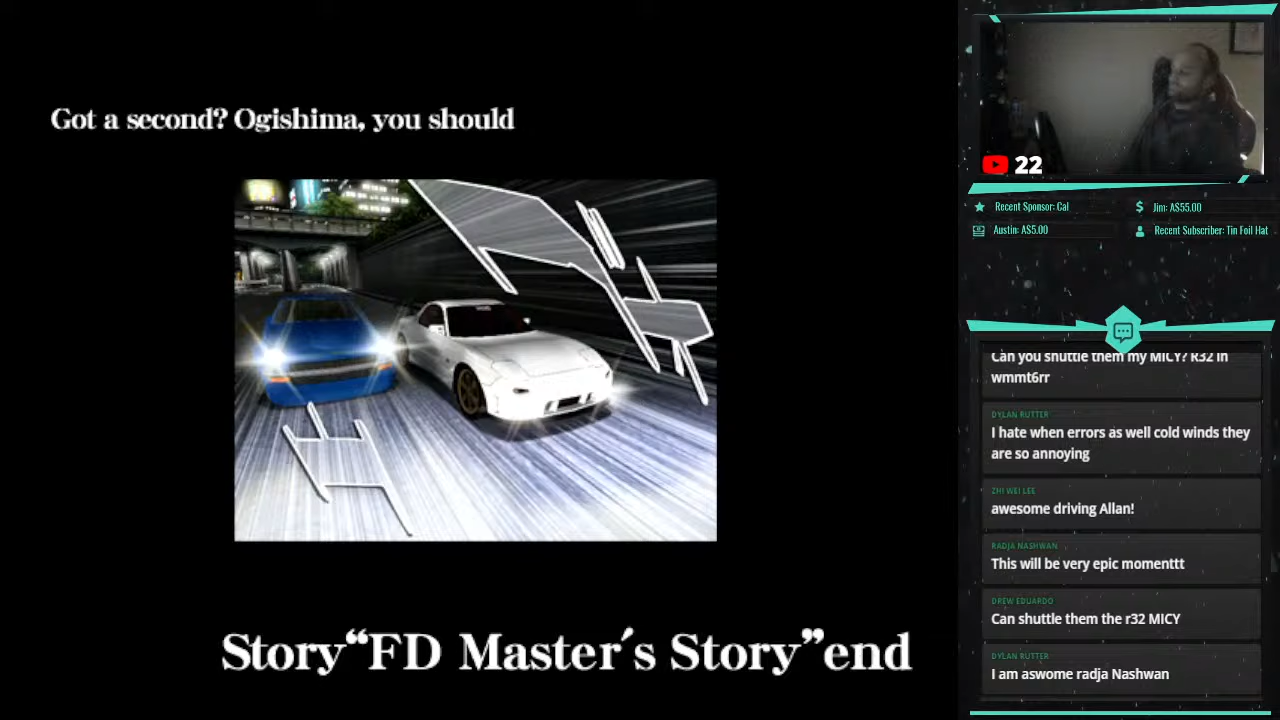 Got a second? Ogishima, you should
Story“FD Master's Story”end
22
Recent Sponsor: Cal
Jim: A$55.00
Austin: A$5.00
Recent Subscriber: Tin Foil Hat
Can you shuttle them my MICY? R32 in
wmmt6rr
DYLAN RUTTER
I hate when errors as well cold winds they
are so annoying
ZHI WEI LEE
awesome driving Allan!
RADJA NASHWAN
This will be very epic momenttt
DREW EDUARDO
Can shuttle them the r32 MICY
DYLAN RUTTER
I am aswome radja Nashwan